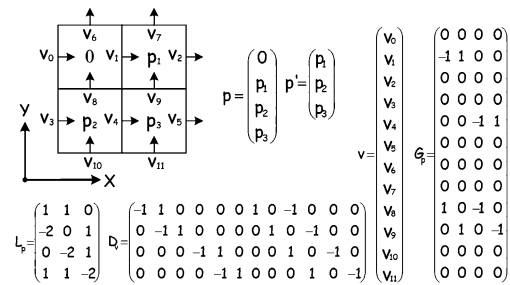 V₆ V₇
V₀ 0 V₁ p₁ V₂
V₈ V₉
V₃ p₂ V₄ p₃ V₅
V₁₀ V₁₁
Y
X
p =
0
p₁
p₂
p₃
p' =
p₁
p₂
p₃
v =
V₀
V₁
V₂
V₃
V₄
V₅
V₆
V₇
V₈
V₉
V₁₀
V₁₁
Gₚ =
0 0 0 0
-1 1 0 0
0 0 0 0
0 0 0 0
0 0 -1 1
0 0 0 0
0 0 0 0
0 0 0 0
1 0 -1 0
0 1 0 -1
0 0 0 0
0 0 0 0
Lₚ =
1 1 0
-2 0 1
0 -2 1
1 1 -2
Dᵥ =
-1 1 0 0 0 0 1 0 -1 0 0 0
0 -1 1 0 0 0 0 1 0 -1 0 0
0 0 0 -1 1 0 0 0 1 0 -1 0
0 0 0 0 -1 1 0 0 0 1 0 -1